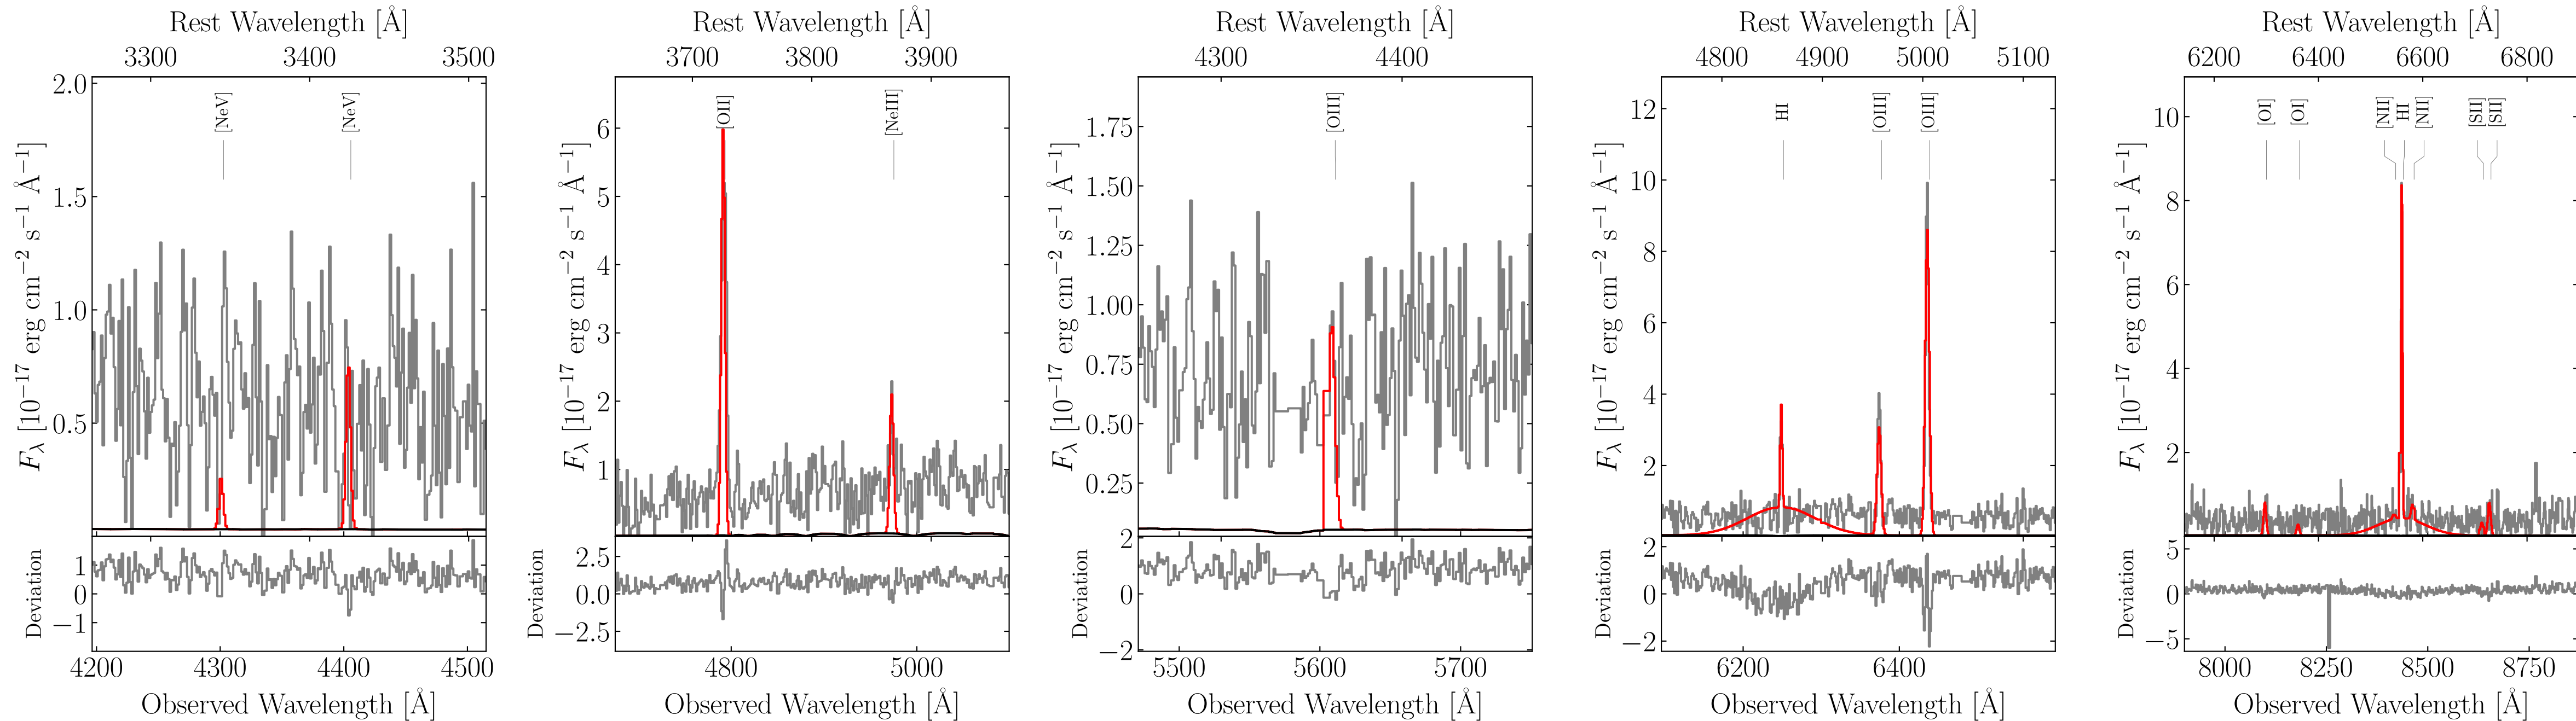 Rest Wavelength [Å]
3300 3400 3500
2.0
1.5
1.0
0.5
F_λ [10^−17 erg cm^−2 s^−1 Å^−1]
[NeV]
[NeV]
Deviation
1
0
−1
4200 4300 4400 4500
Observed Wavelength [Å]
Rest Wavelength [Å]
3700 3800 3900
6
5
4
3
2
1
F_λ [10^−17 erg cm^−2 s^−1 Å^−1]
[OII]
[NeIII]
Deviation
2.5
0.0
−2.5
4800 5000
Observed Wavelength [Å]
Rest Wavelength [Å]
4300 4400
1.75
1.50
1.25
1.00
0.75
0.50
0.25
F_λ [10^−17 erg cm^−2 s^−1 Å^−1]
[OIII]
Deviation
2
0
−2
5500 5600 5700
Observed Wavelength [Å]
Rest Wavelength [Å]
4800 4900 5000 5100
12
10
8
6
4
2
F_λ [10^−17 erg cm^−2 s^−1 Å^−1]
HI
[OIII]
[OIII]
Deviation
2
0
−2
6200 6400
Observed Wavelength [Å]
Rest Wavelength [Å]
6200 6400 6600 6800
10
8
6
4
2
F_λ [10^−17 erg cm^−2 s^−1 Å^−1]
[OI]
[OI]
[NII]
HI
[NII]
[SII]
[SII]
Deviation
5
0
−5
8000 8250 8500 8750
Observed Wavelength [Å]